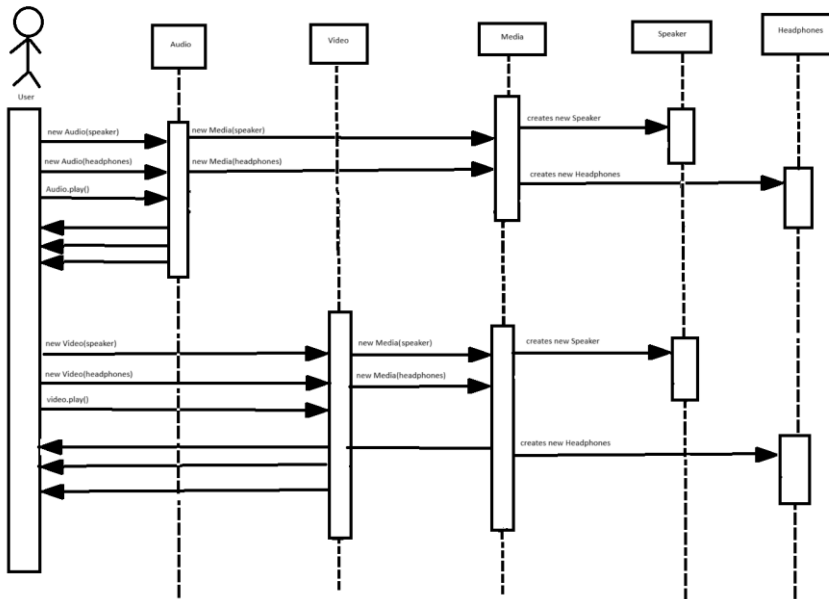 User
Audio
Video
Media
Speaker
Headphones
new Audio(speaker)
new Media(speaker)
creates new Speaker
new Audio(headphones)
new Media(headphones)
creates new Headphones
Audio.play()
new Video(speaker)
new Media(speaker)
creates new Speaker
new Video(headphones)
new Media(headphones)
video.play()
creates new Headphones